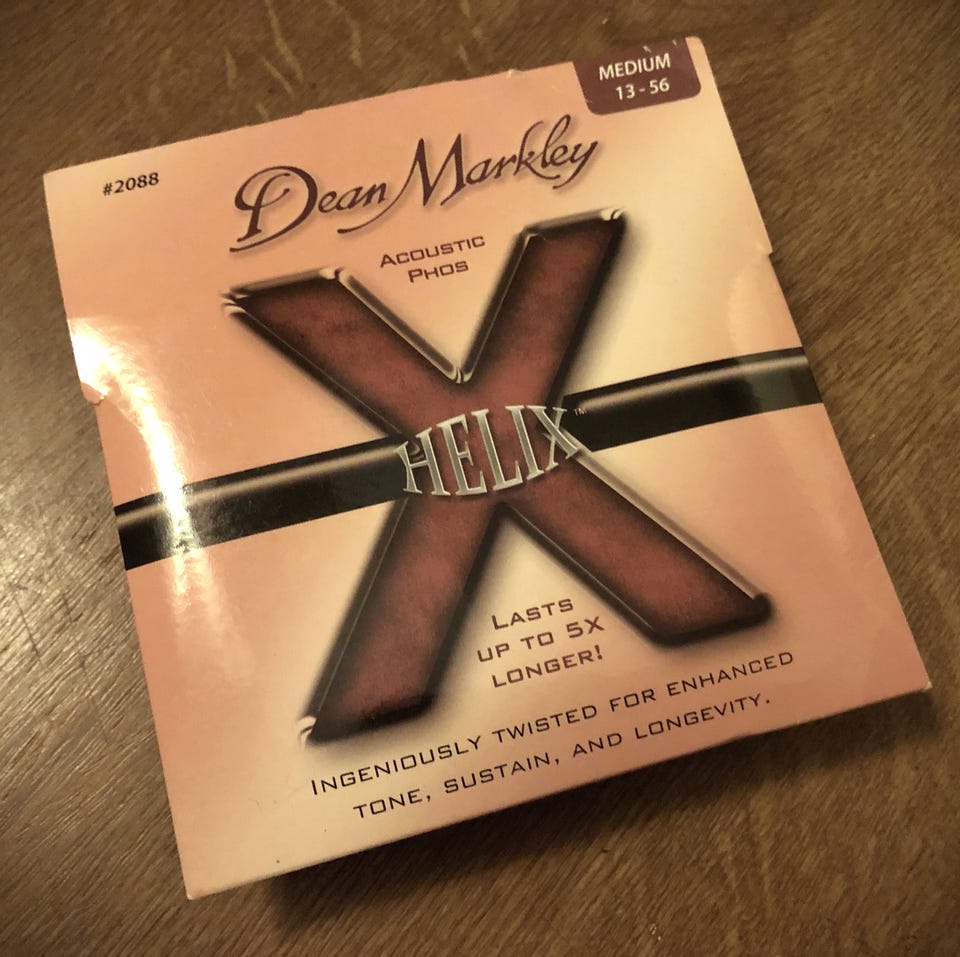 MEDIUM
13 - 56
#2088
Dean Markley
ACOUSTIC
PHOS
HELIX™
LASTS
UP TO 5X
LONGER!
INGENIOUSLY TWISTED FOR ENHANCED
TONE, SUSTAIN, AND LONGEVITY.